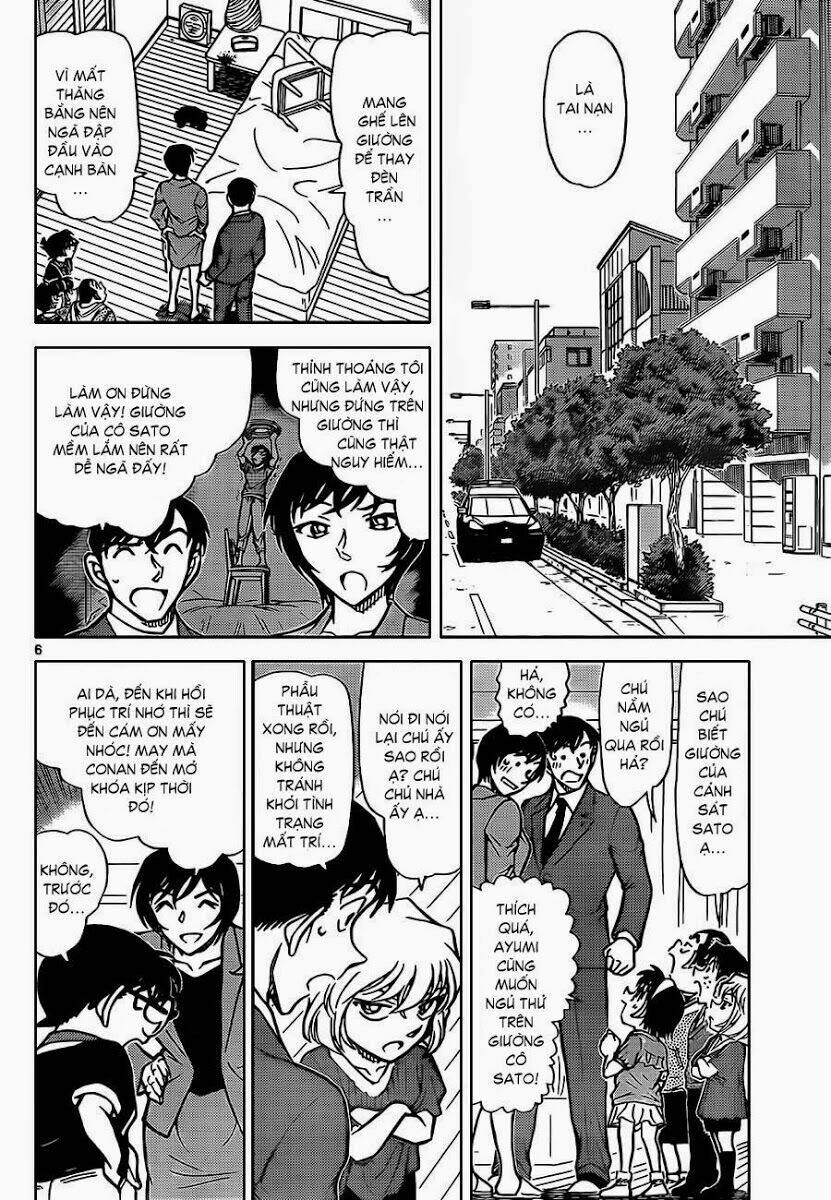 LÀ
TAI NẠN
...
MANG
GHẾ LÊN
GIƯỜNG
ĐỂ THAY
ĐÈN
TRẦN
...
VÌ MẤT
THĂNG
BẰNG NÊN
NGÃ ĐẬP
ĐẦU VÀO
CẠNH BÀN
...
THỈNH THOẢNG TÔI
CŨNG LÀM VẬY,
NHƯNG ĐỨNG TRÊN
GIƯỜNG THÌ
CŨNG THẬT
NGUY HIỂM...
LÀM ƠN ĐỪNG
LÀM VẬY! GIƯỜNG
CỦA CÔ SATO
MỀM LẮM NÊN RẤT
DỄ NGÃ ĐẤY!
6
SAO
CHÚ
BIẾT
GIƯỜNG
CỦA
CẢNH
SÁT
SATO
Ạ...
CHÚ
NẰM
NGỦ
QUA RỒI
HẢ?
HẢ,
KHÔNG
CÓ...
THÍCH
QUÁ,
AYUMI
CŨNG
MUỐN
NGỦ THỬ
TRÊN
GIƯỜNG
CÔ
SATO!
NÓI ĐI NÓI
LẠI CHÚ ẤY
SAO RỒI
Ạ? CHÚ
CHỦ NHÀ
ẤY Ạ.
PHẪU
THUẬT
XONG RỒI,
NHƯNG
KHÔNG
TRÁNH
KHỎI TÌNH
TRẠNG
MẤT TRÍ...
AI DÀ, ĐẾN KHI HỒI
PHỤC TRÍ NHỚ THÌ SẼ
ĐẾN CÁM ƠN MẤY
NHÓC! MAY MÀ
CONAN ĐẾN MỞ
KHÓA KỊP THỜI
ĐÓ!
KHÔNG,
TRƯỚC
ĐÓ...